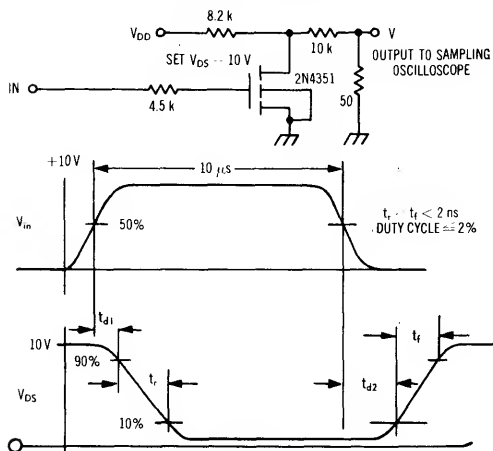 8.2 k
V_DD
10 k
V
SET V_DS = 10 V
2N4351
OUTPUT TO SAMPLING
OSCILLOSCOPE
IN
4.5 k
50
+10 V
10 μs
V_in
50%
t_r = t_f < 2 ns
DUTY CYCLE ≈ 2%
t_d1
t_f
10 V
90%
t_r
t_d2
V_DS
10%